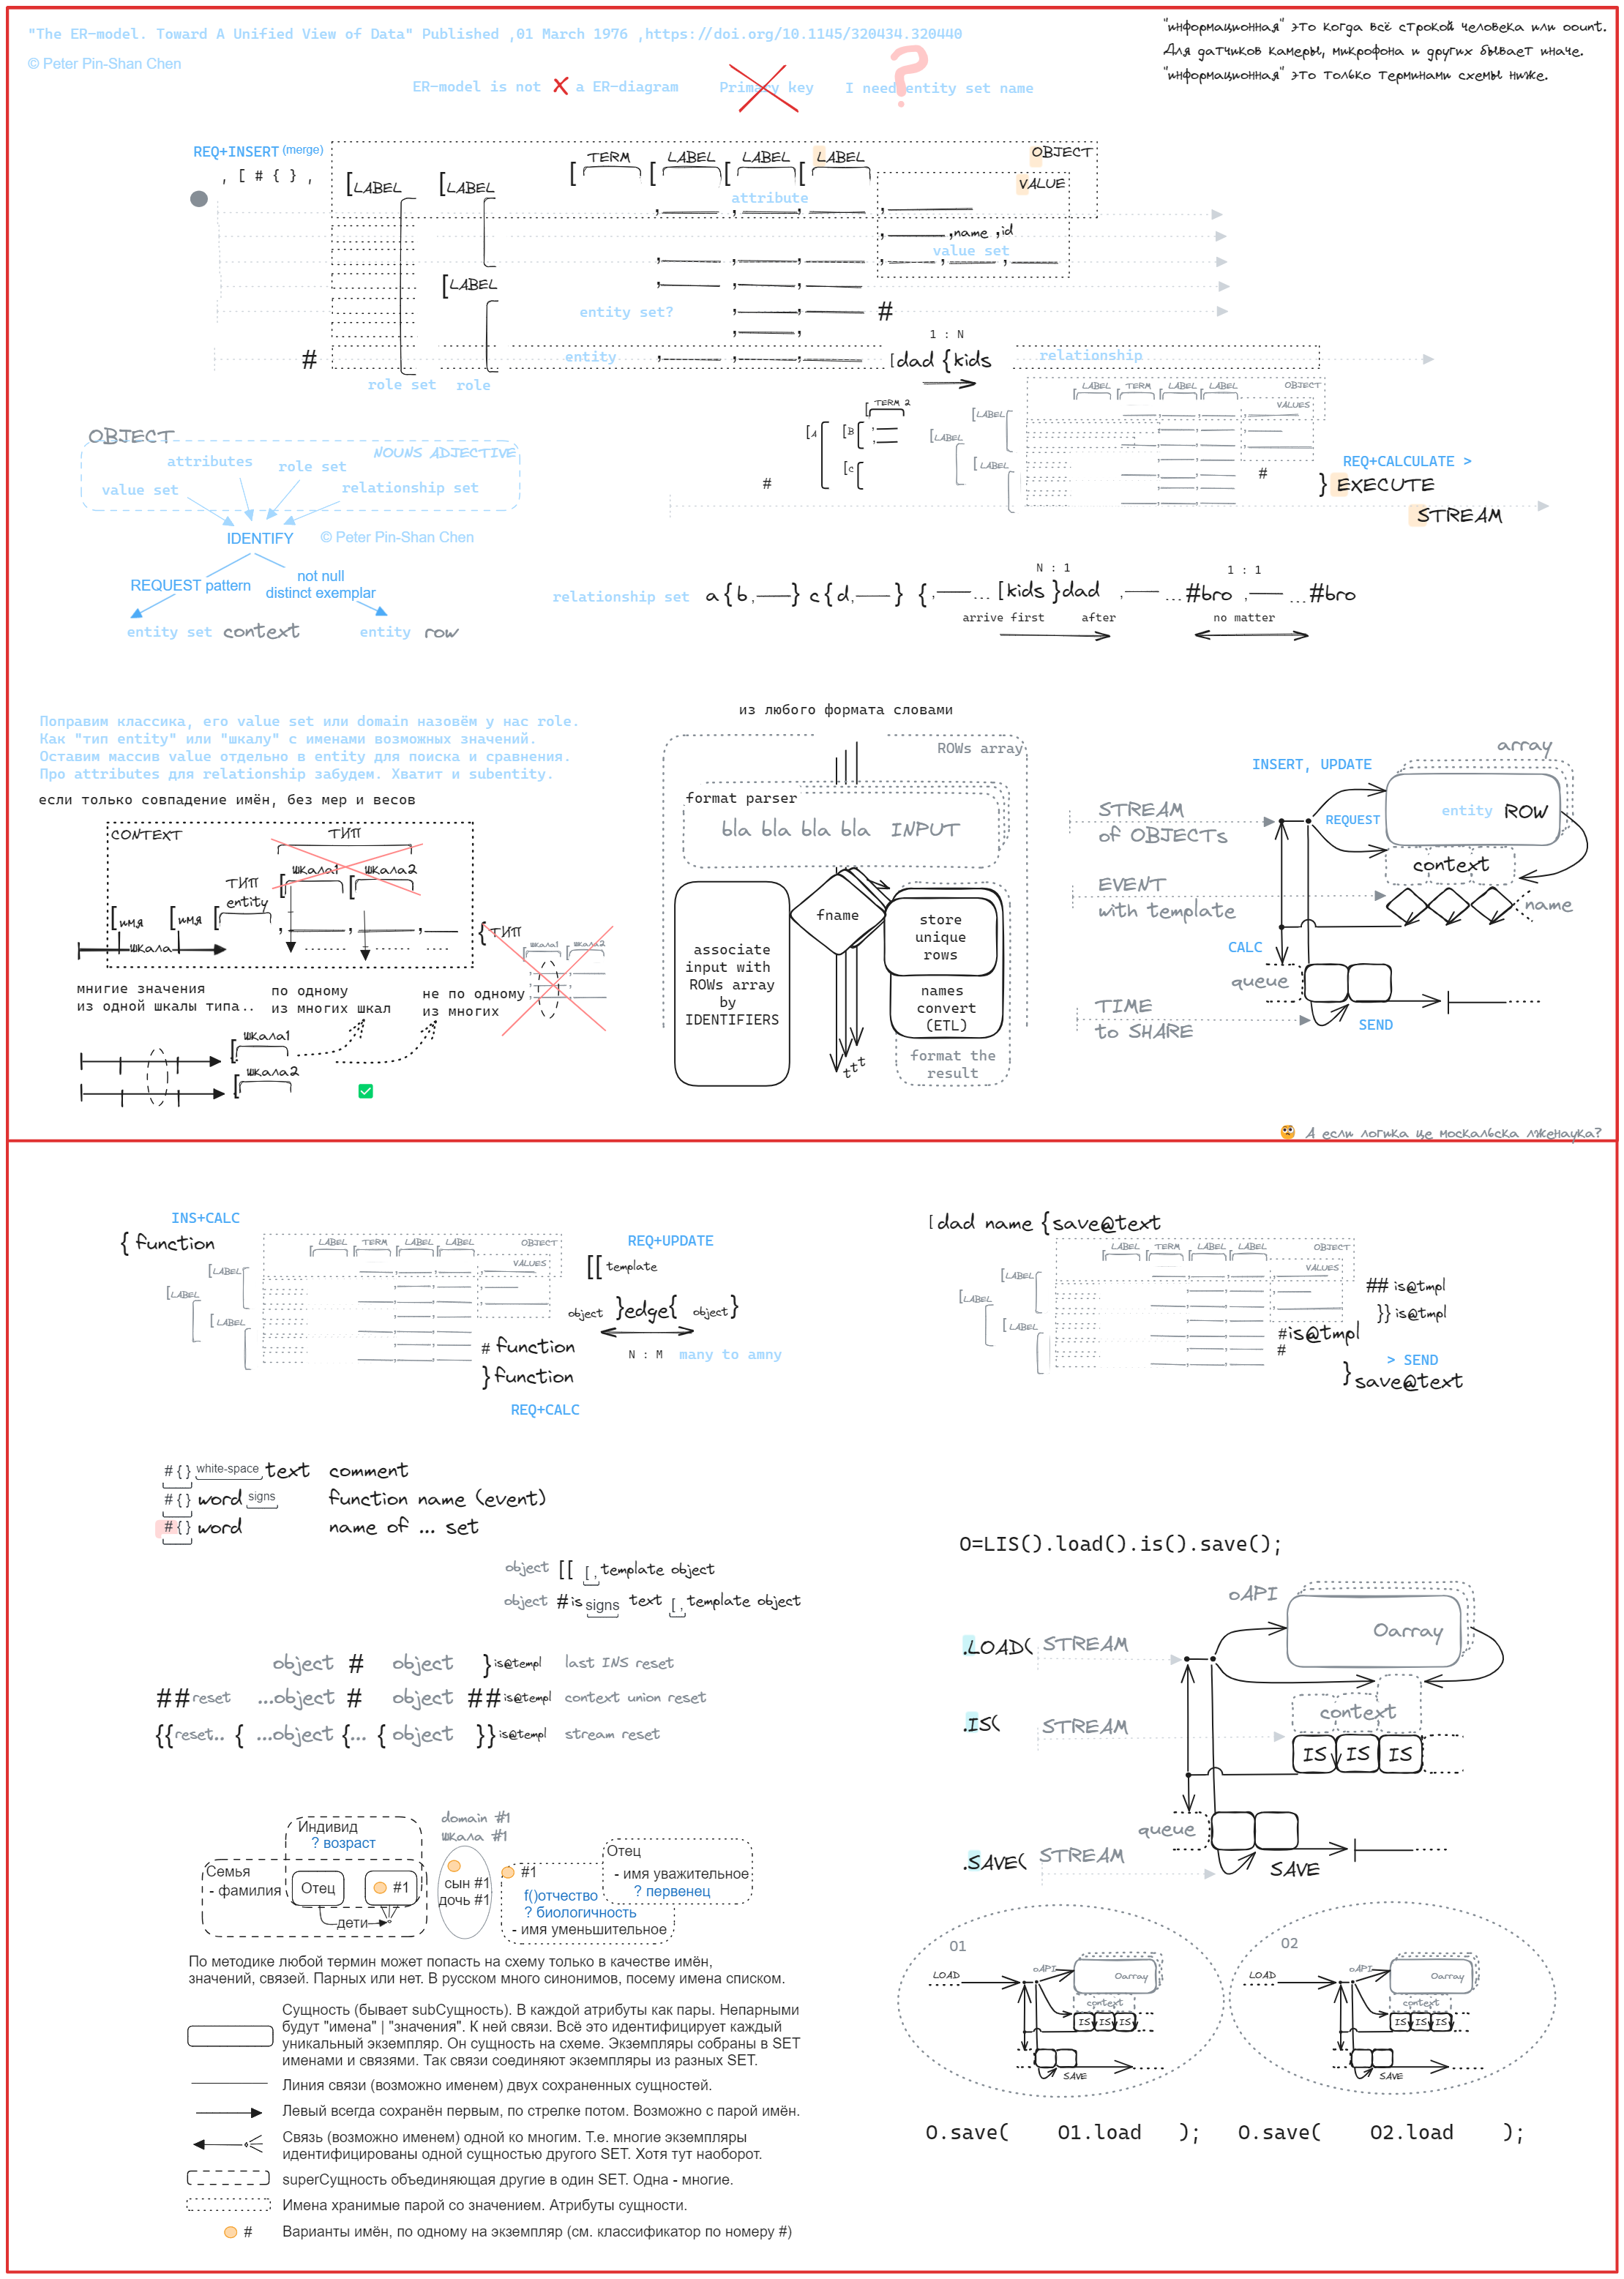 "The ER-model. Toward A Unified View of Data" Published ,01 March 1976 ,https://doi.org/10.1145/320434.320440
© Peter Pin-Shan Chen
"информационная" это когда всё строкой человека или count.
Для датчиков камеры, микрофона и других бывает иначе.
"информационная" это только терминами схемы ниже.
ER-model is not X a ER-diagram
Primary key
I need entity set name
?
REQ+INSERT (merge)
, [ # { } ,
[LABEL
[LABEL
[ TERM
[ LABEL
[ LABEL
[ LABEL
OBJECT
VALUE
attribute
,name ,id
value set
[LABEL
entity set?
#
1 : N
#
entity
[dad {kids
relationship
role set
role
[TERM 2
[A
[B
[C
#
[LABEL
[TERM
[LABEL
[LABEL
OBJECT
VALUES
[LABEL
[LABEL
[LABEL
#
REQ+CALCULATE >
} EXECUTE
STREAM
OBJECT
NOUNS ADJECTIVE
attributes
role set
value set
relationship set
IDENTIFY
© Peter Pin-Shan Chen
REQUEST pattern
not null
distinct exemplar
entity set context
entity row
relationship set
a{b,——} c{d,——} {,——... [kids }dad ,——...#bro ,——...#bro
N : 1
1 : 1
arrive first
after
no matter
Поправим классика, его value set или domain назовём у нас role.
Как "тип entity" или "шкалу" с именами возможных значений.
Оставим массив value отдельно в entity для поиска и сравнения.
Про attributes для relationship забудем. Хватит и subentity.
если только совпадение имён, без мер и весов
CONTEXT
ТИП
[шкала1
[шкала2
ТИП
entity
[имя
[имя
шкала
{ ТИП
[шкала1
[шкала2
многие значения
из одной шкалы типа..
по одному
из многих шкал
не по одному
из многих
[шкала1
[шкала2
из любого формата словами
ROWs array
format parser
bla bla bla bla INPUT
fname
associate
input with
ROWs array
by
IDENTIFIERS
store
unique
rows
names
convert
(ETL)
format the
result
t t t
array
INSERT, UPDATE
STREAM
of OBJECTs
REQUEST
entity ROW
context
EVENT
with template
name
CALC
queue
TIME
to SHARE
SEND
А если логика це москальска лженаука?
INS+CALC
{ function
[LABEL
[TERM
[LABEL
[LABEL
OBJECT
VALUES
[LABEL
[LABEL
[LABEL
# function
} function
REQ+CALC
REQ+UPDATE
[[ template
object }edge{ object }
N : M many to amny
[dad name {save@text
[LABEL
[TERM
[LABEL
[LABEL
OBJECT
VALUES
[LABEL
[LABEL
[LABEL
## is@tmpl
}} is@tmpl
#is@tmpl
#
> SEND
} save@text
# { } white-space text comment
# { } word signs function name (event)
# { } word name of ... set
object [[ [ , template object
object #is signs text [ , template object
object # object } is@templ last INS reset
## reset ...object # object ## is@templ context union reset
{{ reset.. { ...object {... { object }} is@templ stream reset
O=LIS().load().is().save();
oAPI
Oarray
.LOAD( STREAM
context
.IS( STREAM
IS IS IS
queue
.SAVE( STREAM
SAVE
Индивид
? возраст
Семья
- фамилия
Отец
#1
дети
domain #1
шкала #1
сын #1
дочь #1
#1
f()отчество
? биологичность
- имя уменьшительное
Отец
- имя уважительное
? первенец
По методике любой термин может попасть на схему только в качестве имён,
значений, связей. Парных или нет. В русском много синонимов, посему имена списком.
Сущность (бывает subСущность). В каждой атрибуты как пары. Непарными
будут "имена" | "значения". К ней связи. Всё это идентифицирует каждый
уникальный экземпляр. Он сущность на схеме. Экземпляры собраны в SET
именами и связями. Так связи соединяют экземпляры из разных SET.
Линия связи (возможно именем) двух сохраненных сущностей.
Левый всегда сохранён первым, по стрелке потом. Возможно с парой имён.
Связь (возможно именем) одной ко многим. Т.е. многие экземпляры
идентифицированы одной сущностью другого SET. Хотя тут наоборот.
superСущность объединяющая другие в один SET. Одна - многие.
Имена хранимые парой со значением. Атрибуты сущности.
# Варианты имён, по одному на экземпляр (см. классификатор по номеру #)
O1
LOAD
oAPI
Oarray
context
IS IS IS
SAVE
O2
LOAD
oAPI
Oarray
context
IS IS IS
SAVE
O.save( O1.load );
O.save( O2.load );